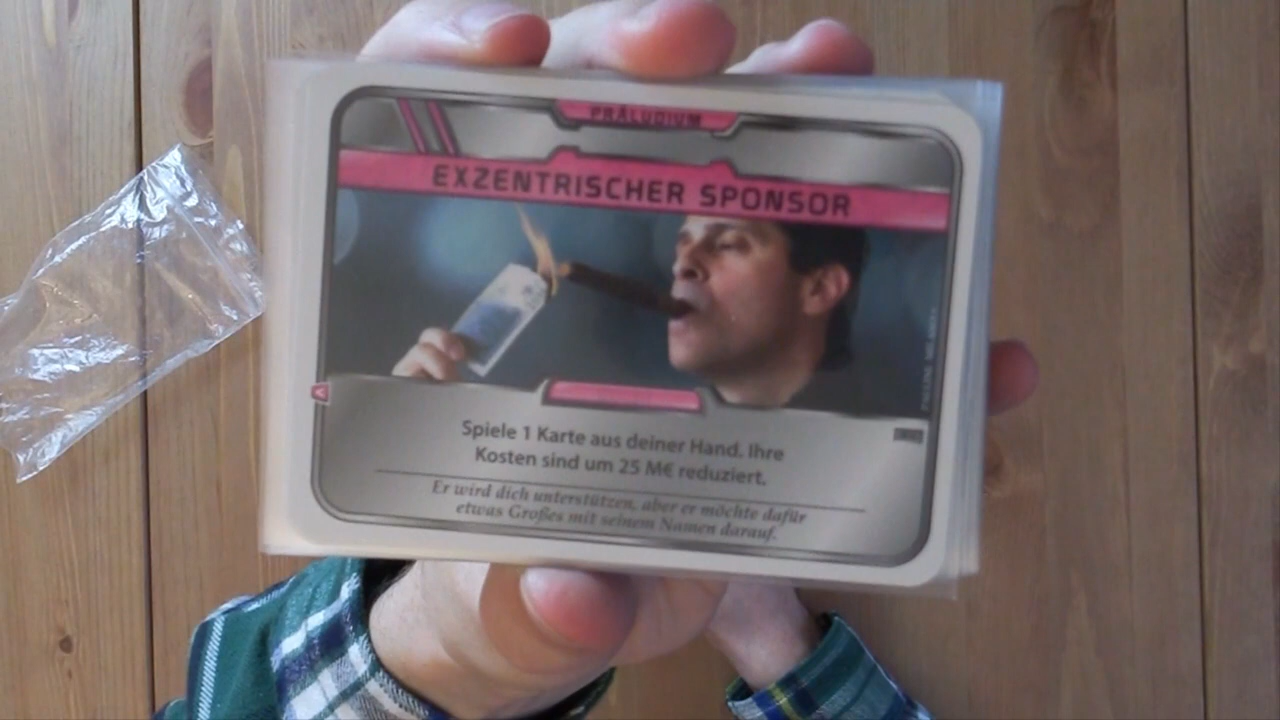 PRÄLUDIUM
EXZENTRISCHER SPONSOR
Spiele 1 Karte aus deiner Hand. Ihre
Kosten sind um 25 M€ reduziert.
Er wird dich unterstützen, aber er möchte dafür
etwas Großes mit seinem Namen darauf.